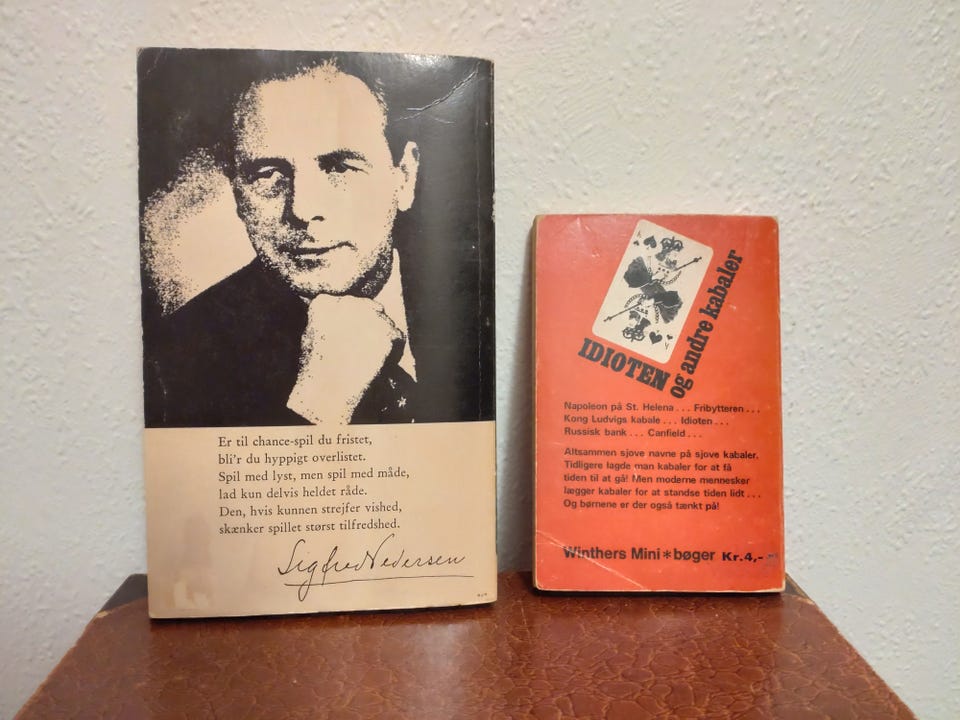 Er til chance-spil du fristet,
bli'r du hyppigt overlistet.
Spil med lyst, men spil med måde,
lad kun delvis heldet råde.
Den, hvis kunnen strejfer vished,
skænker spillet størst tilfredshed.
Sigfred Pedersen
IDIOTEN
og andre kabaler
Napoleon på St. Helena ... Fribytteren ...
Kong Ludvigs kabale ... Idioten ...
Russisk bank ... Canfield ...
Altsammen sjove navne på sjove kabaler.
Tidligere lagde man kabaler for at få
tiden til at gå! Men moderne mennesker
lægger kabaler for at standse tiden lidt ...
Og børnene er der også tænkt på!
Winthers Mini*bøger Kr.4,-